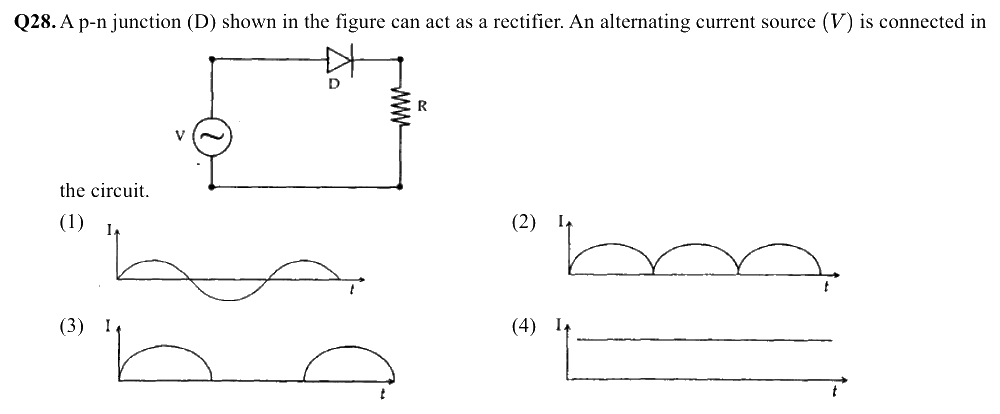 Q28. A p-n junction (D) shown in the figure can act as a rectifier. An alternating current source (V) is connected in
D
R
V
the circuit.
(1) I t
(2) I t
(3) I t
(4) I t